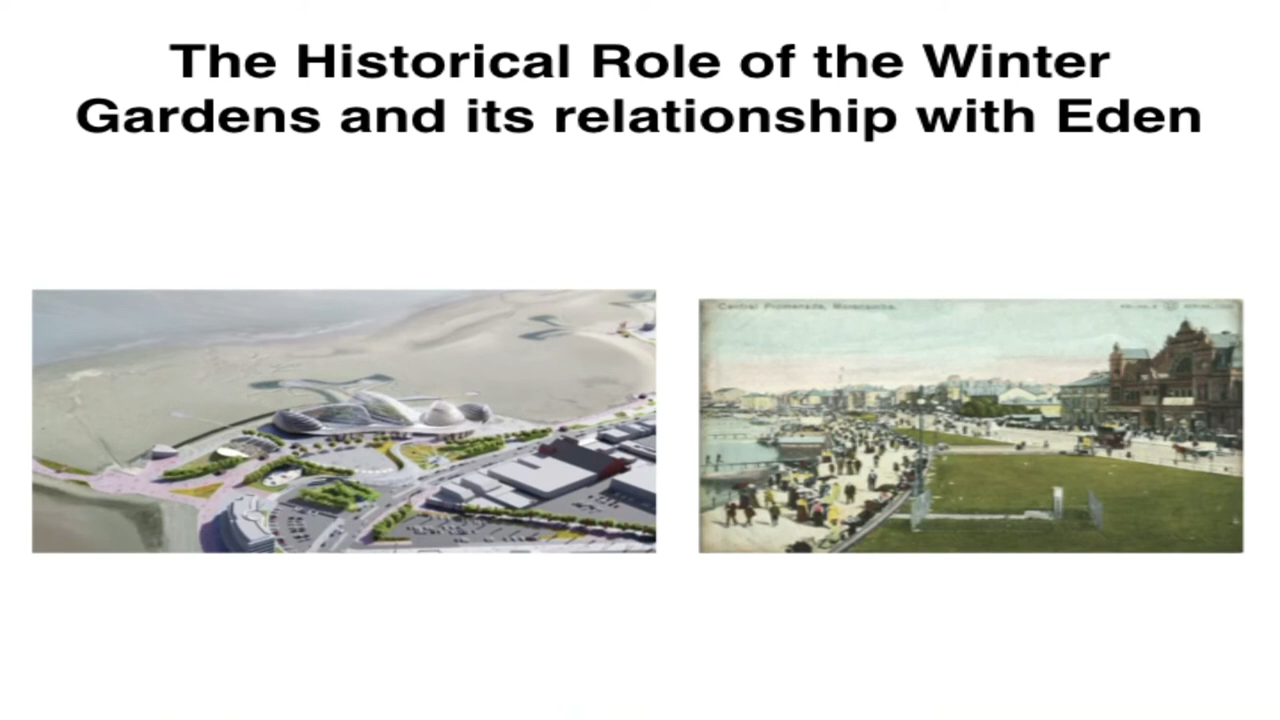 The Historical Role of the Winter
Gardens and its relationship with Eden
Central Promenade, Morecambe.